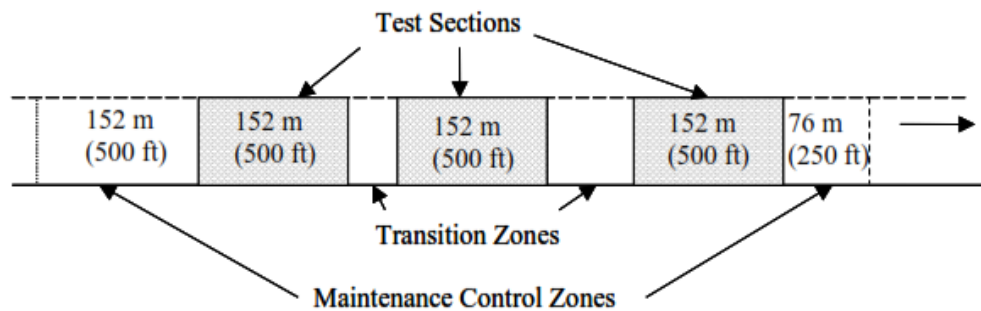 Test Sections
152 m
(500 ft)
152 m
(500 ft)
152 m
(500 ft)
152 m
(500 ft)
76 m
(250 ft)
Transition Zones
Maintenance Control Zones